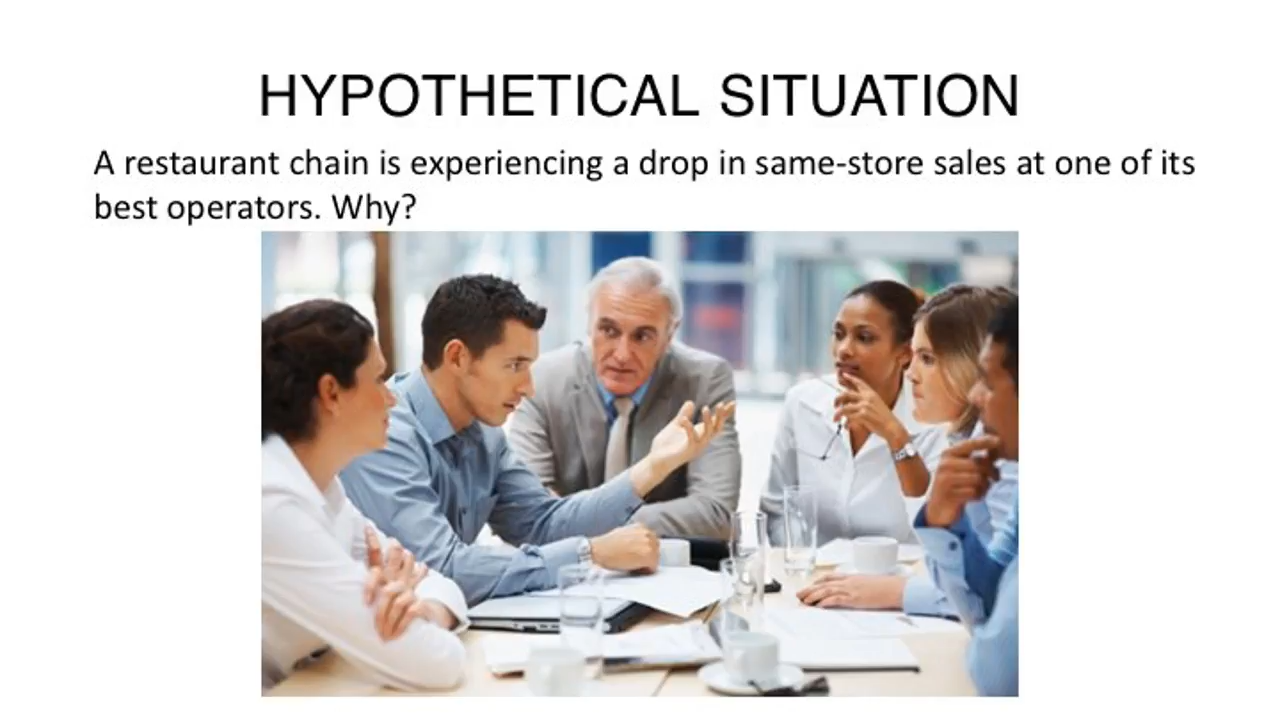 HYPOTHETICAL SITUATION
A restaurant chain is experiencing a drop in same-store sales at one of its
best operators. Why?